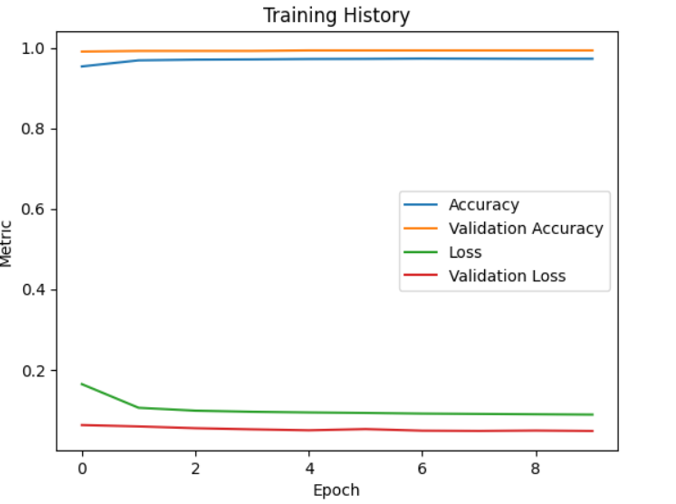 Training History
1.0
0.8
0.6
0.4
0.2
Metric
Accuracy
Validation Accuracy
Loss
Validation Loss
0 2 4 6 8
Epoch